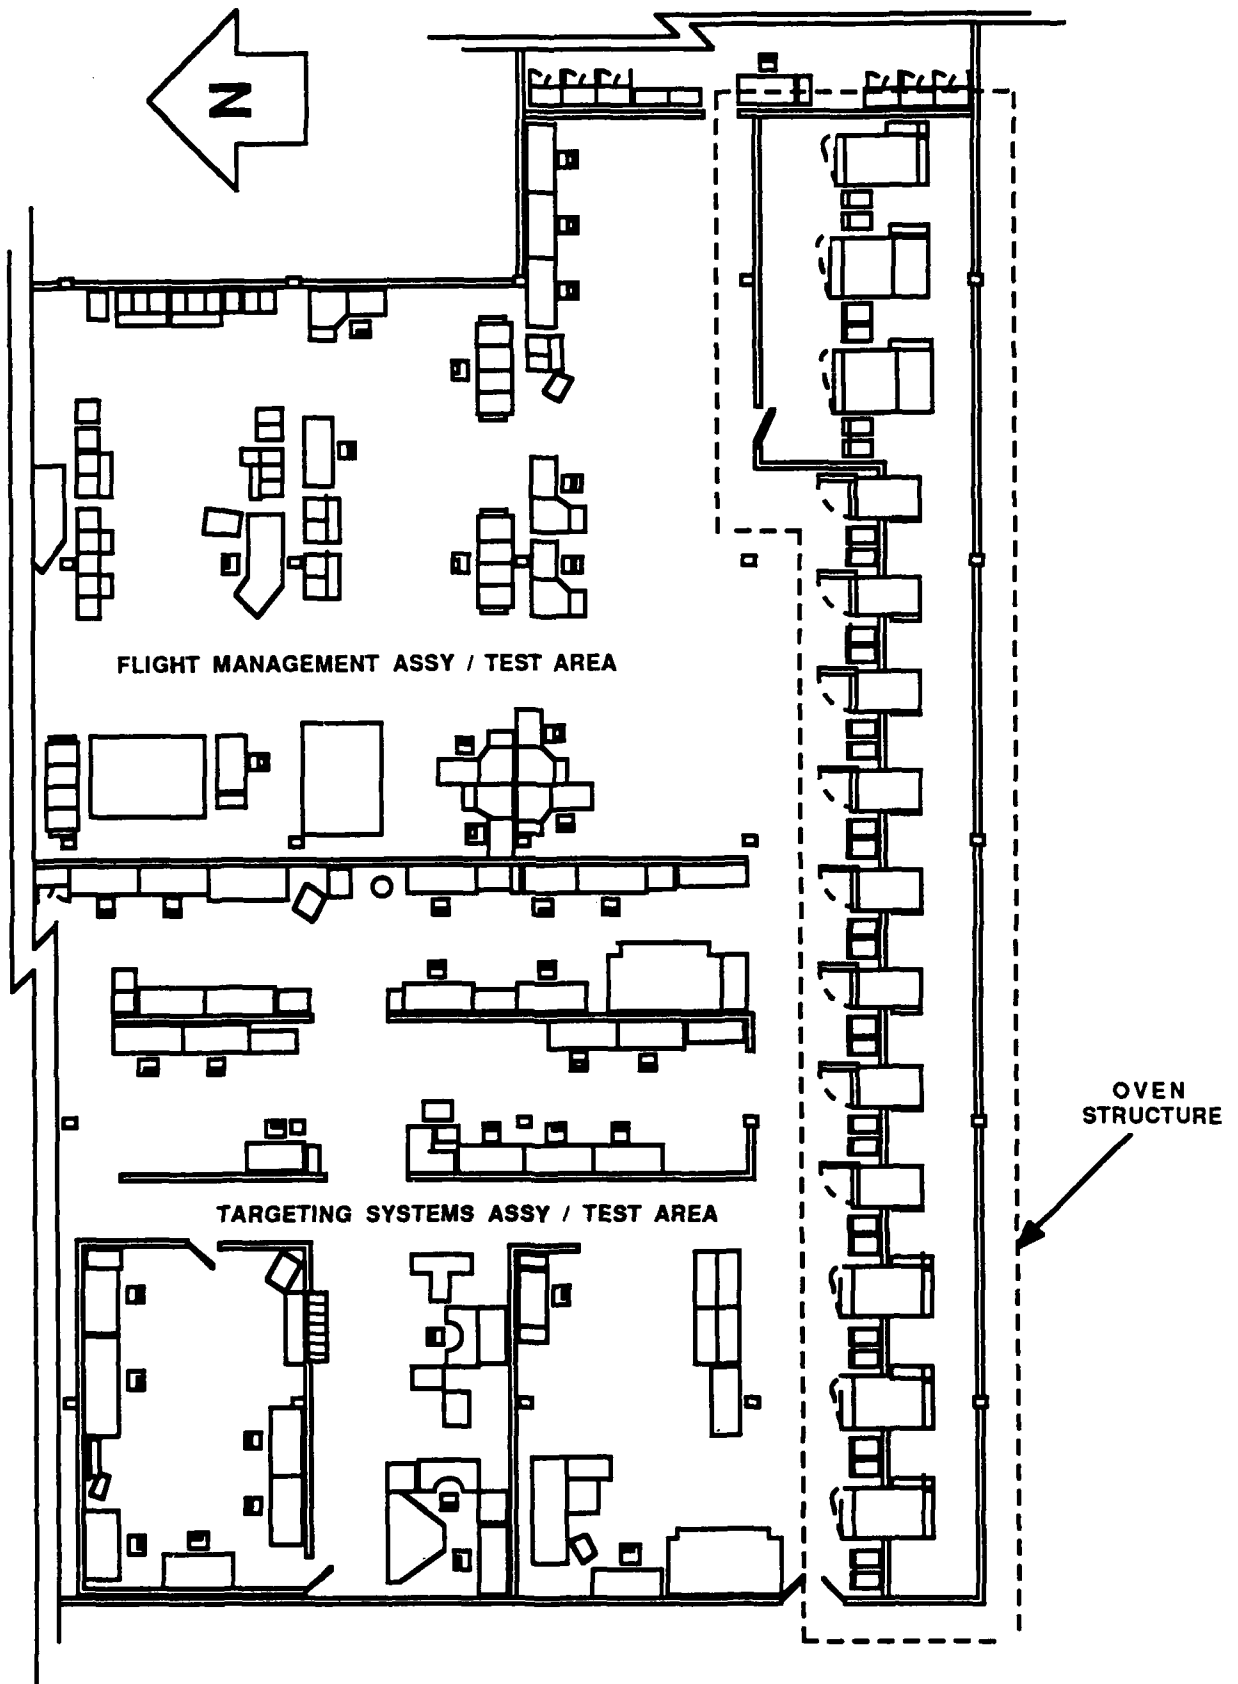 N
FLIGHT MANAGEMENT ASSY / TEST AREA
OVEN
STRUCTURE
TARGETING SYSTEMS ASSY / TEST AREA